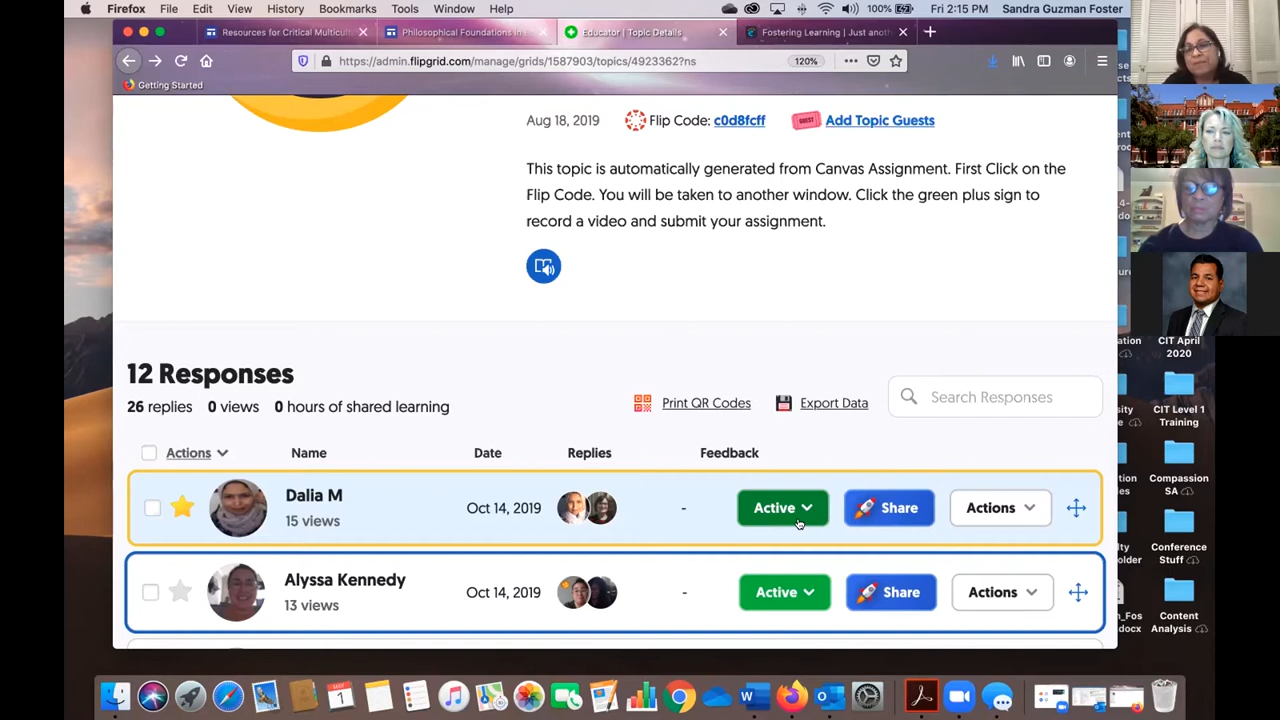 Firefox File Edit View History Bookmarks Tools Window Help 100% Fri 2:15 PM Sandra Guzman Foster
Resources for Critical Multicult Philosophical Foundations in E Educator | Topic Details Fostering Learning | Just anoth
https://admin.flipgrid.com/manage/grids/1587903/topics/4923362?ns 120%
Getting Started
Aug 18, 2019 Flip Code: c0d8fcff GUEST Add Topic Guests
This topic is automatically generated from Canvas Assignment. First Click on the
Flip Code. You will be taken to another window. Click the green plus sign to
record a video and submit your assignment.
12 Responses
26 replies 0 views 0 hours of shared learning
Print QR Codes Export Data Search Responses
Actions Name Date Replies Feedback
Dalia M
15 views
Oct 14, 2019 - Active Share Actions
Alyssa Kennedy
13 views
Oct 14, 2019 - Active Share Actions
CIT April
2020
CIT Level 1
Training
Compassion
SA
Conference
Stuff
Content
Analysis